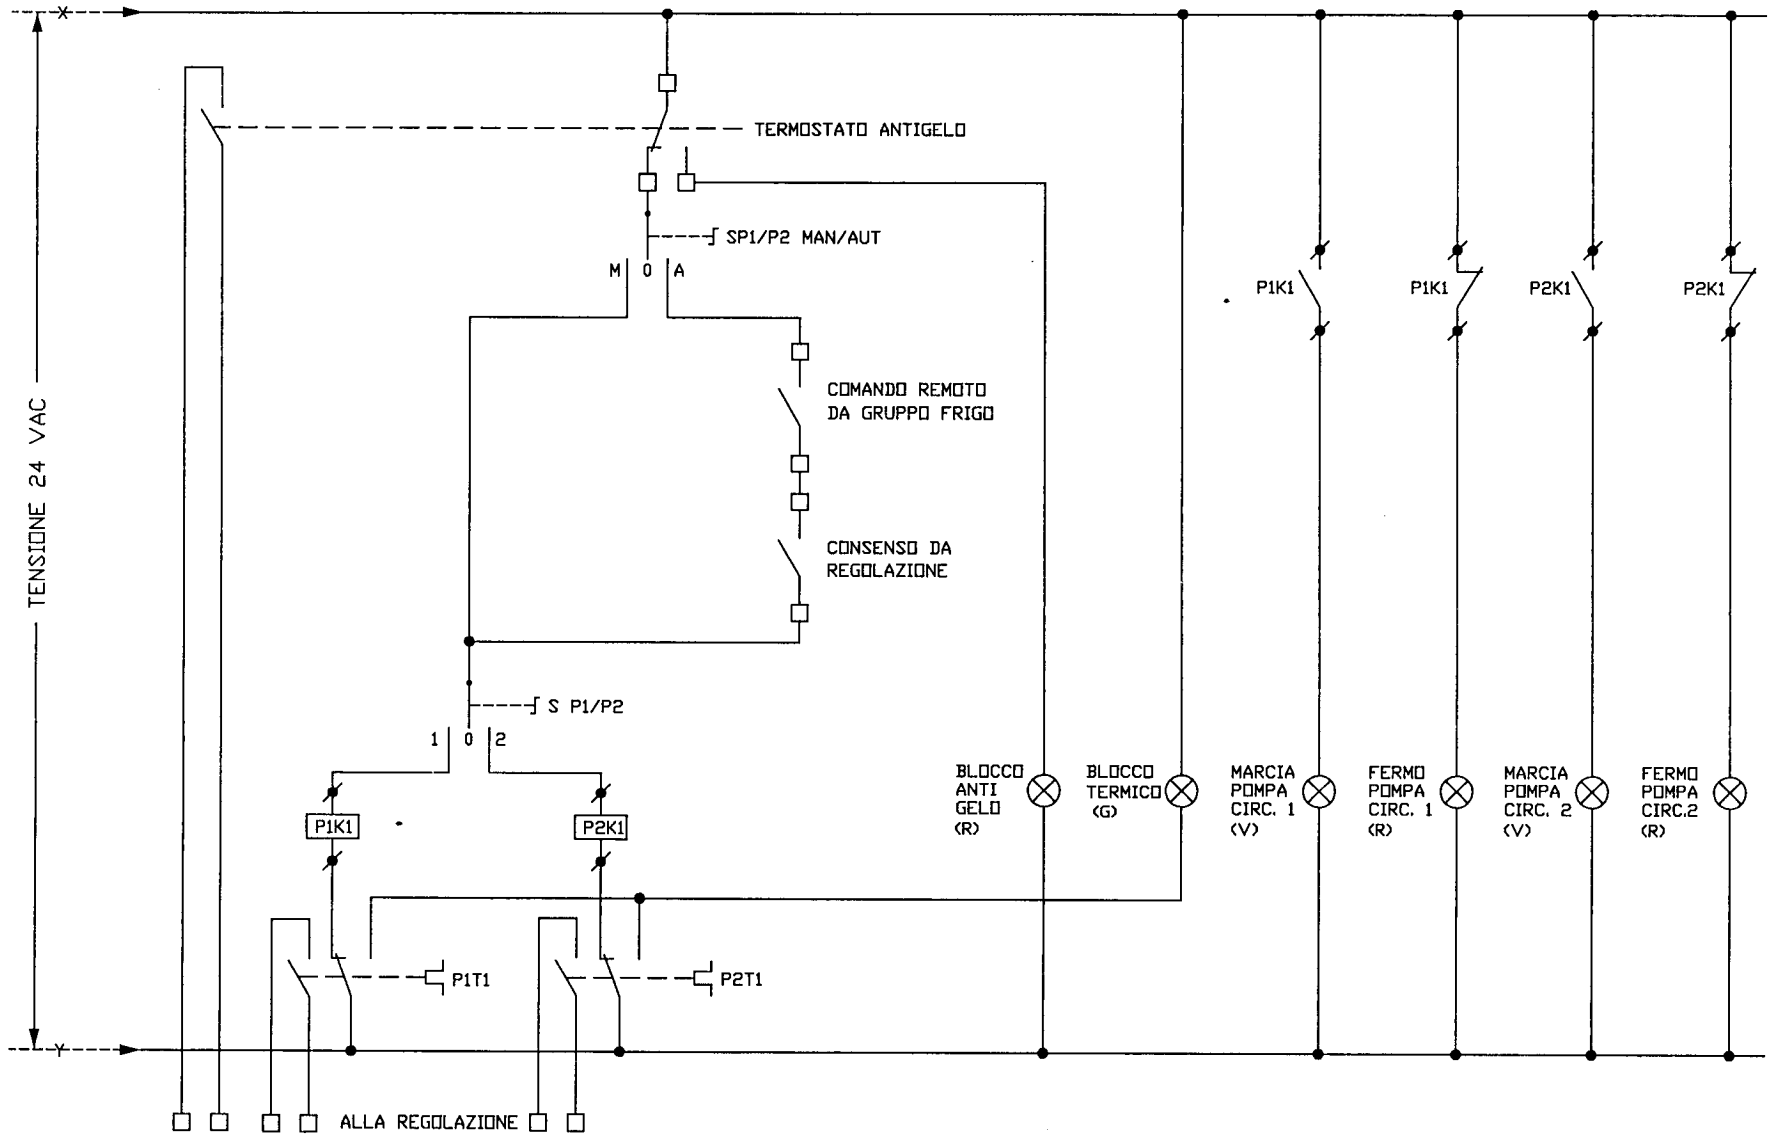 X
TERMOSTATO ANTIGELO
SP1/P2 MAN/AUT
M 0 A
P1K1
P1K1
P2K1
P2K1
COMANDO REMOTO
DA GRUPPO FRIGO
TENSIONE 24 VAC
CONSENSO DA
REGOLAZIONE
S P1/P2
1 0 2
BLOCCO
ANTI
GELO
(R)
BLOCCO
TERMICO
(G)
MARCIA
POMPA
CIRC. 1
(V)
FERMO
POMPA
CIRC. 1
(R)
MARCIA
POMPA
CIRC. 2
(V)
FERMO
POMPA
CIRC.2
(R)
P1K1
P2K1
P1T1
P2T1
Y
ALLA REGOLAZIONE